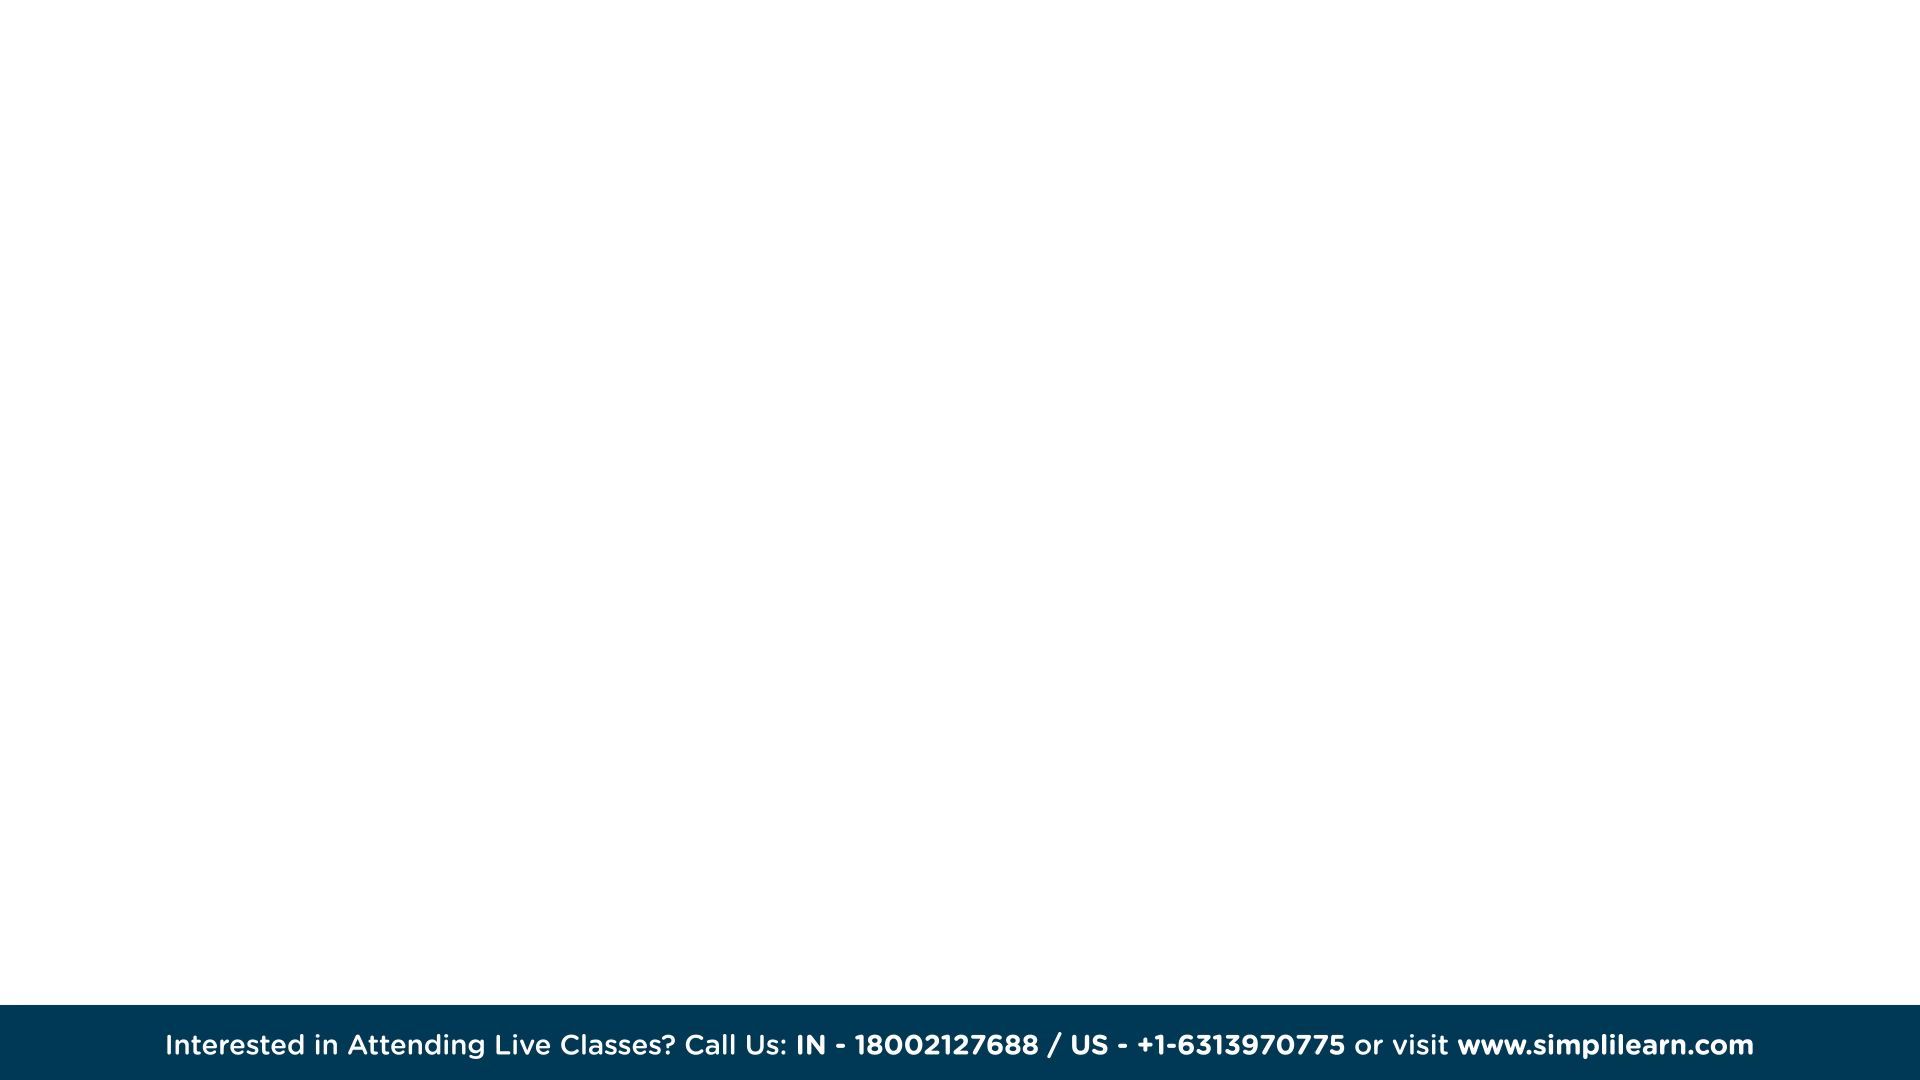 Interested in Attending Live Classes? Call Us: IN - 18002127688 / US - +1-6313970775 or visit www.simplilearn.com